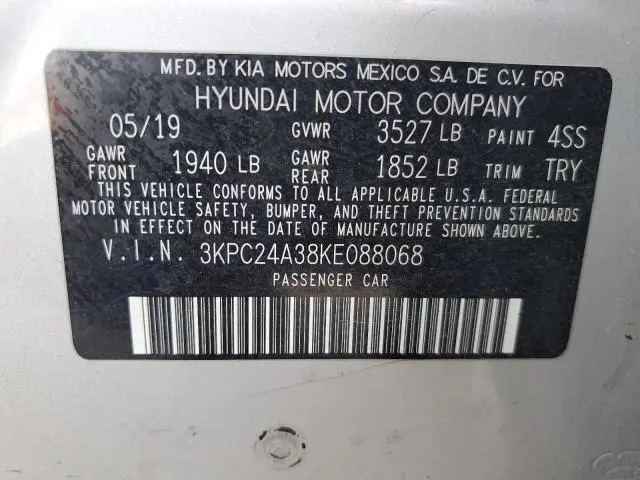 MFD. BY KIA MOTORS MEXICO S.A. DE C.V. FOR
HYUNDAI MOTOR COMPANY
05/19 GVWR 3527 LB PAINT 4SS
GAWR FRONT 1940 LB GAWR REAR 1852 LB TRIM TRY
THIS VEHICLE CONFORMS TO ALL APPLICABLE U.S.A. FEDERAL
MOTOR VEHICLE SAFETY, BUMPER, AND THEFT PREVENTION STANDARDS
IN EFFECT ON THE DATE OF MANUFACTURE SHOWN ABOVE.
V.I.N. 3KPC24A38KE088068
PASSENGER CAR